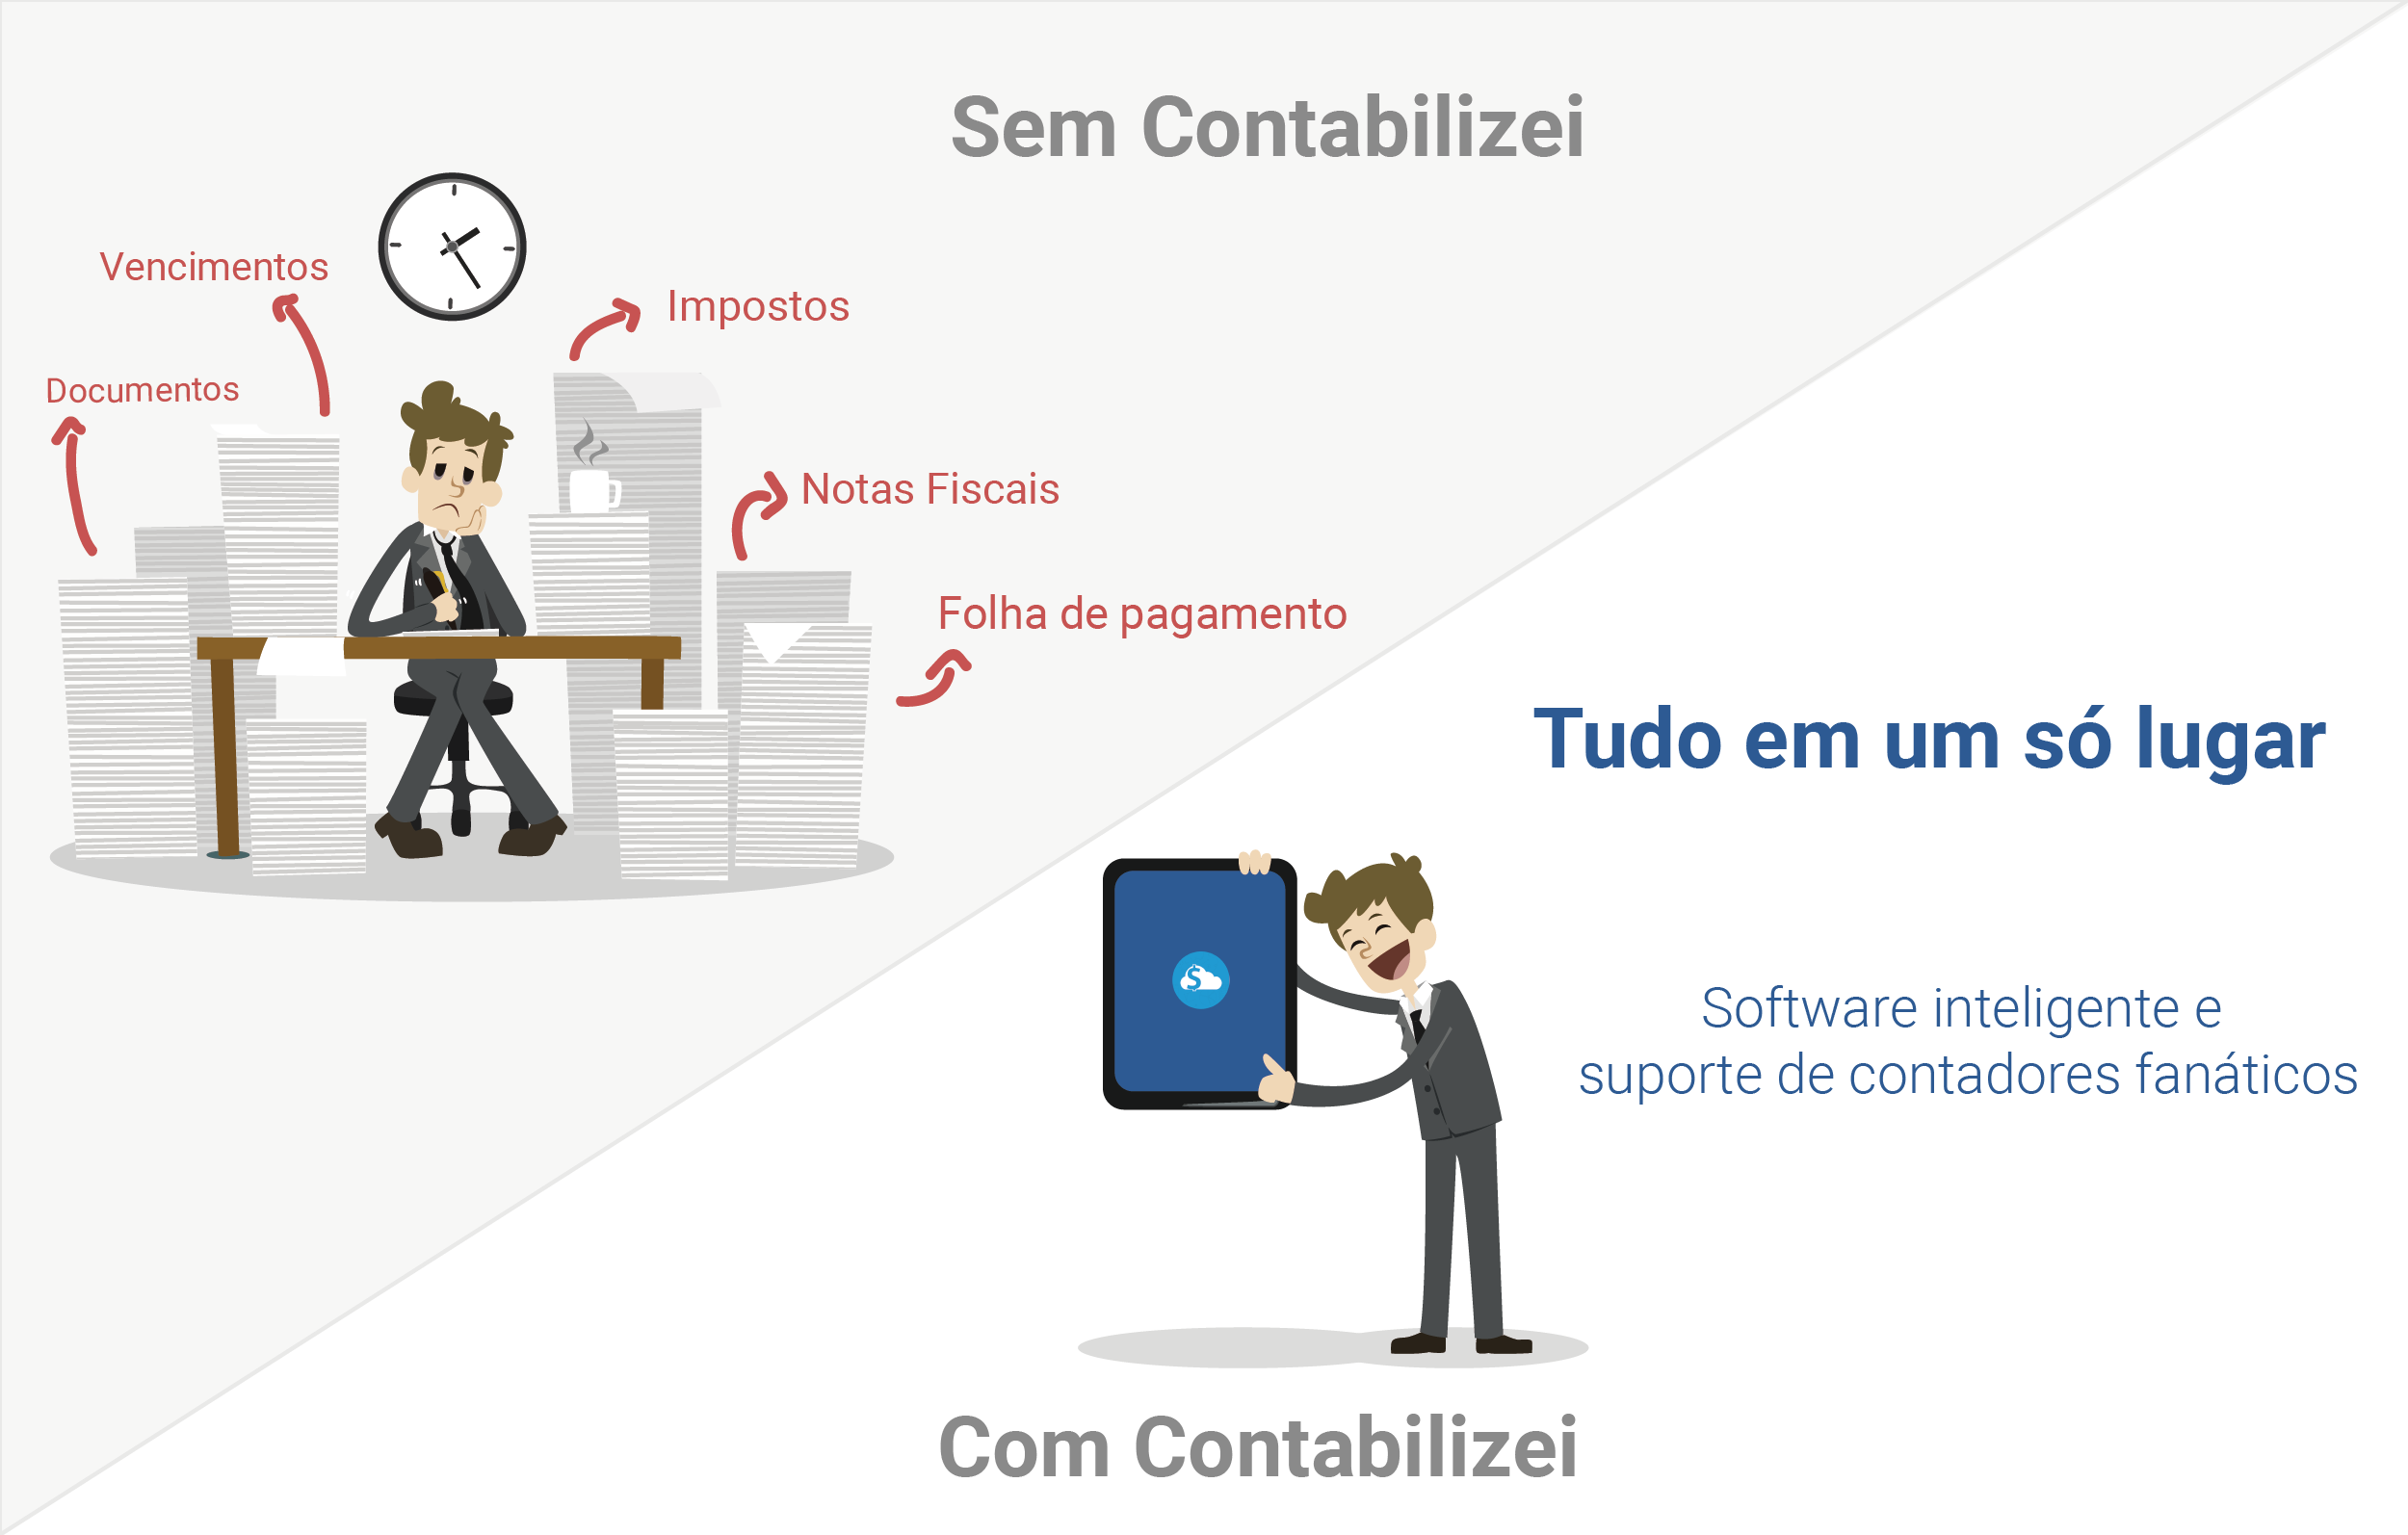 Sem Contabilizei
Vencimentos
Impostos
Documentos
Notas Fiscais
Folha de pagamento
Tudo em um só lugar
Software inteligente e
suporte de contadores fanáticos
Com Contabilizei